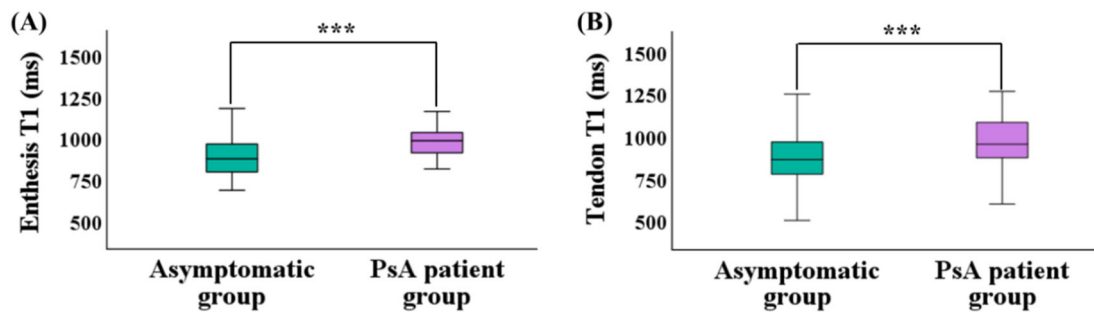 (A)
Enthesis T1 (ms)
1500
1250
1000
750
500
***
Asymptomatic
group
PsA patient
group
(B)
Tendon T1 (ms)
1500
1250
1000
750
500
***
Asymptomatic
group
PsA patient
group